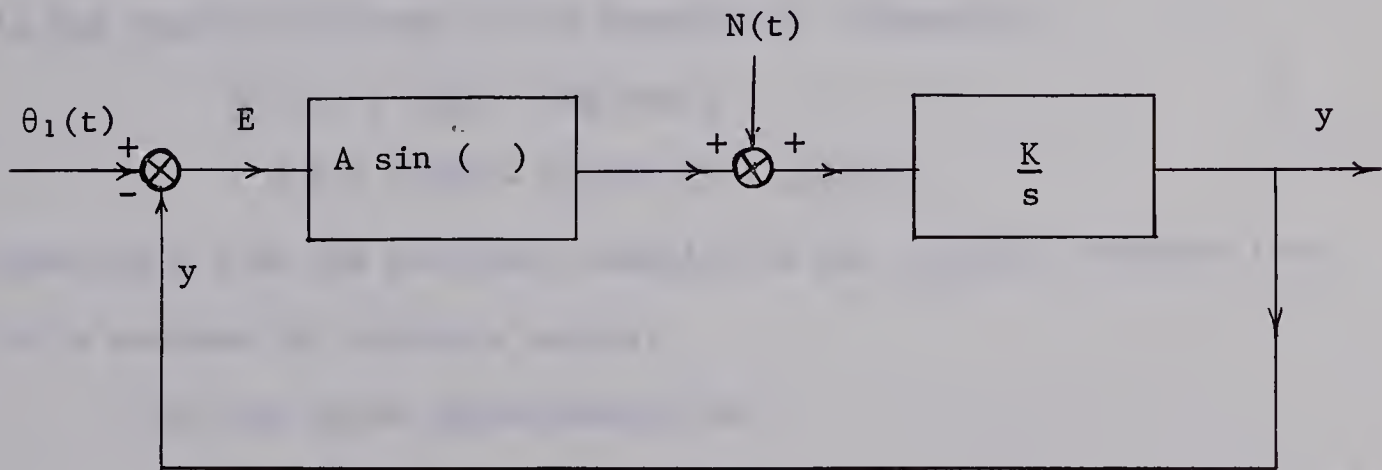 N(t)
θ₁(t) + E A sin ( ) + + K/s y
-
y